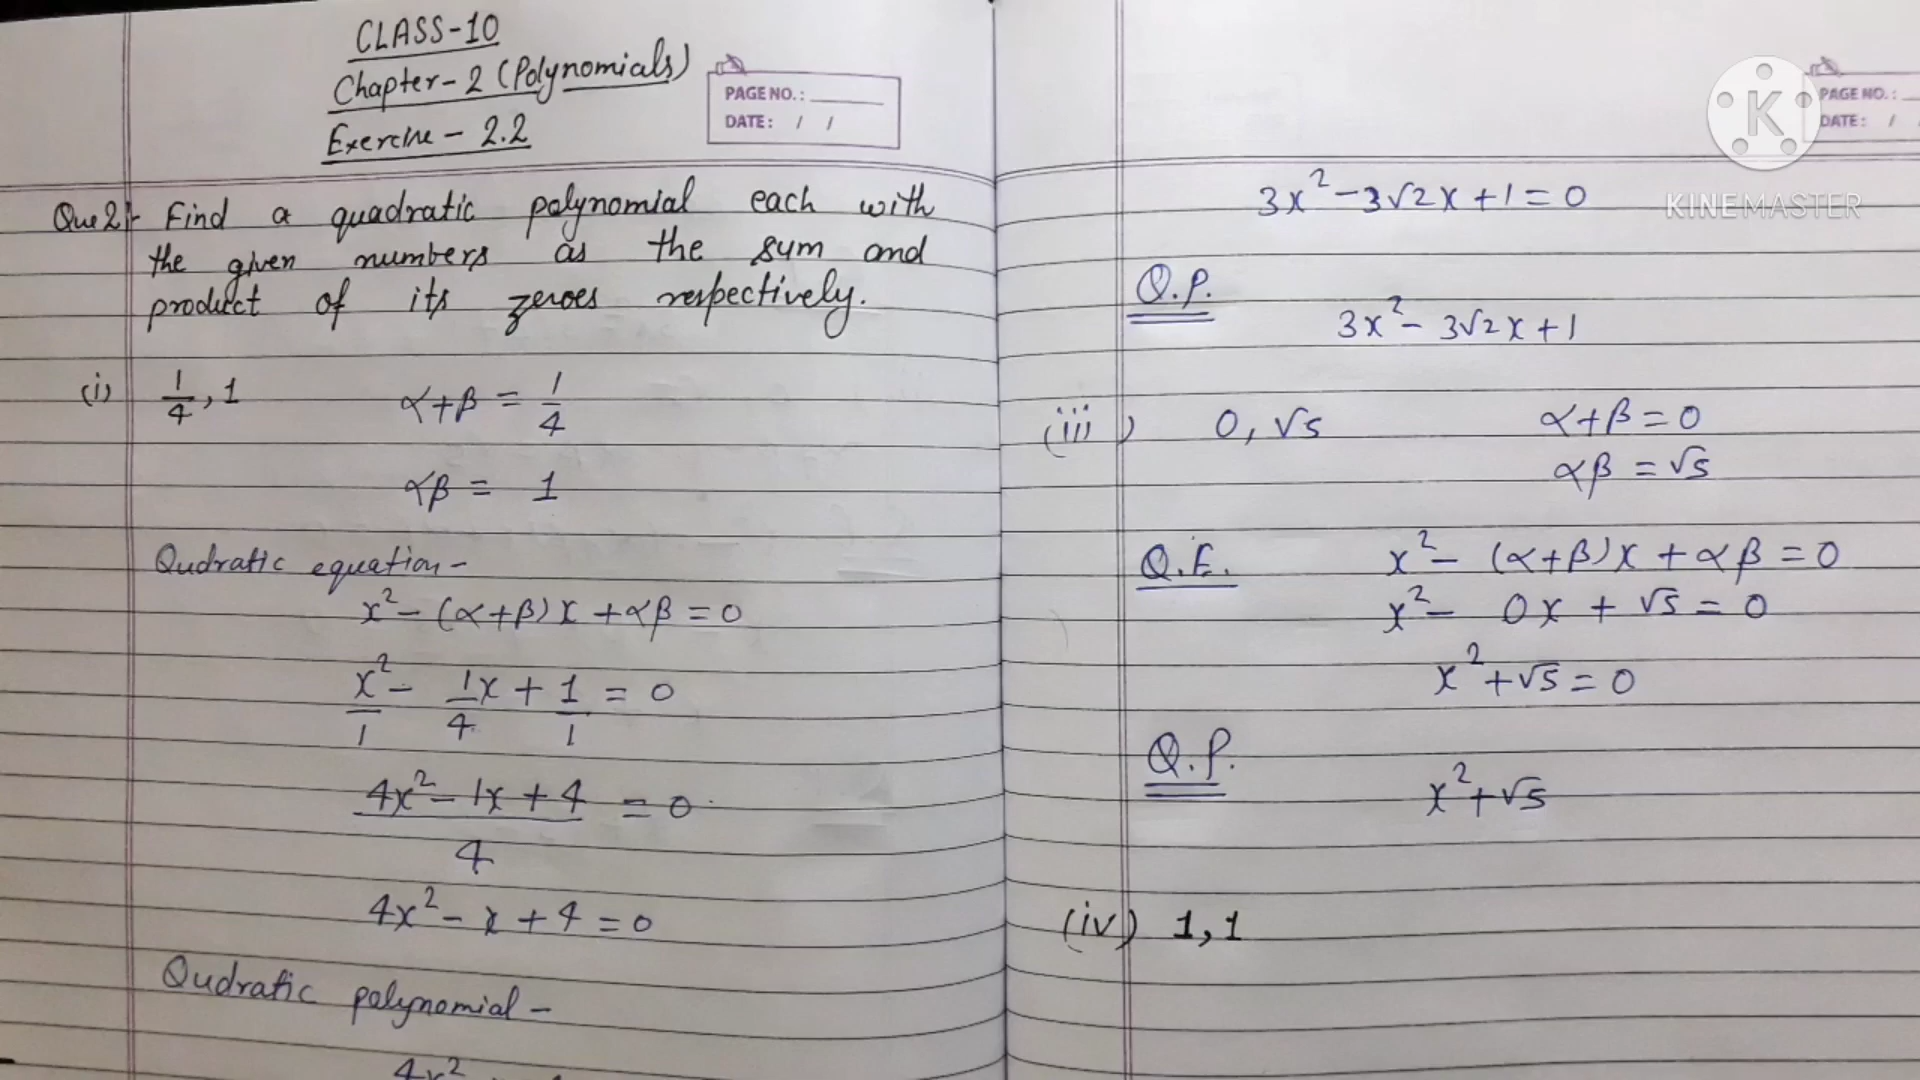 CLASS-10
Chapter-2 (Polynomials)
Exercise - 2.2
PAGE NO.:
DATE: / /
Que 2:- Find a quadratic polynomial each with
the given numbers as the sum and
product of its zeroes respectively.
(i) 1/4, 1 α+β = 1/4
αβ = 1
Qudratic equation-
x² - (α+β)x + αβ = 0
x²/1 - 1/4 x + 1/1 = 0
(4x² - 1x + 4)/4 = 0
4x² - x + 4 = 0
Qudratic polynomial -
4x²
K
KINEMASTER
PAGE NO.:
DATE: /
3x² - 3√2x + 1 = 0
Q.P.
3x² - 3√2x + 1
(iii) 0, √5 α+β = 0
αβ = √5
Q.E. x² - (α+β)x + αβ = 0
x² - 0x + √5 = 0
x² + √5 = 0
Q.P.
x² + √5
(iv) 1, 1